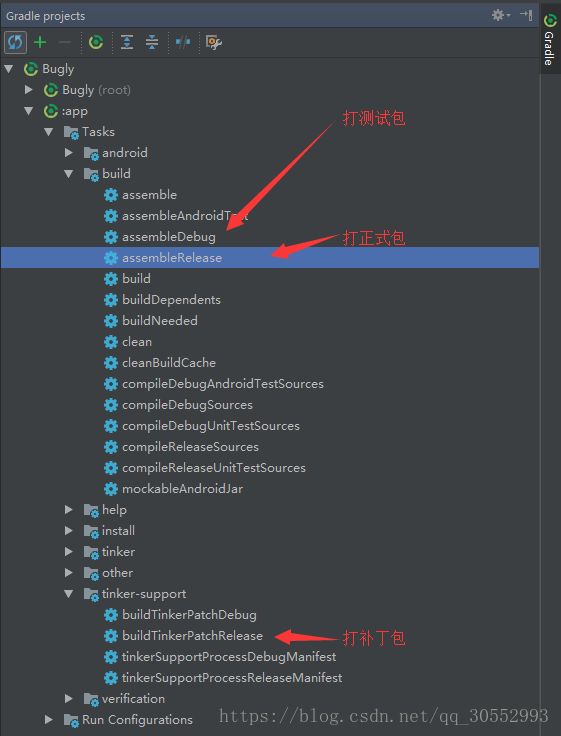 Gradle projects
Gradle
Bugly
Bugly (root)
:app
Tasks
打测试包
android
build
assemble
assembleAndroidTest
assembleDebug
打正式包
assembleRelease
build
buildDependents
buildNeeded
clean
cleanBuildCache
compileDebugAndroidTestSources
compileDebugSources
compileDebugUnitTestSources
compileReleaseSources
compileReleaseUnitTestSources
mockableAndroidJar
help
install
tinker
other
tinker-support
buildTinkerPatchDebug
buildTinkerPatchRelease
打补丁包
tinkerSupportProcessDebugManifest
tinkerSupportProcessReleaseManifest
verification
Run Configurations
https://blog.csdn.net/qq_30552993